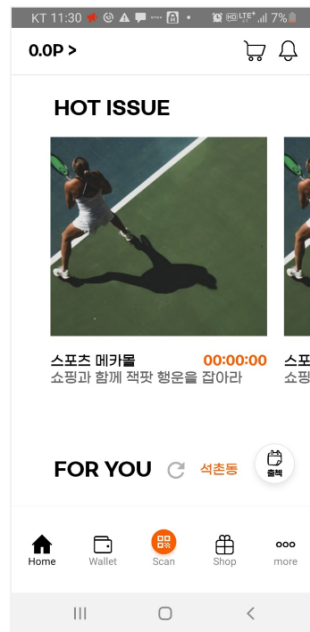 KT 11:30 7%
0.0P >
HOT ISSUE
스포츠 메카몰 00:00:00 스포
쇼핑과 함께 잭팟 행운을 잡아라 쇼핑
FOR YOU 석촌동 출첵
Home Wallet Scan Shop more